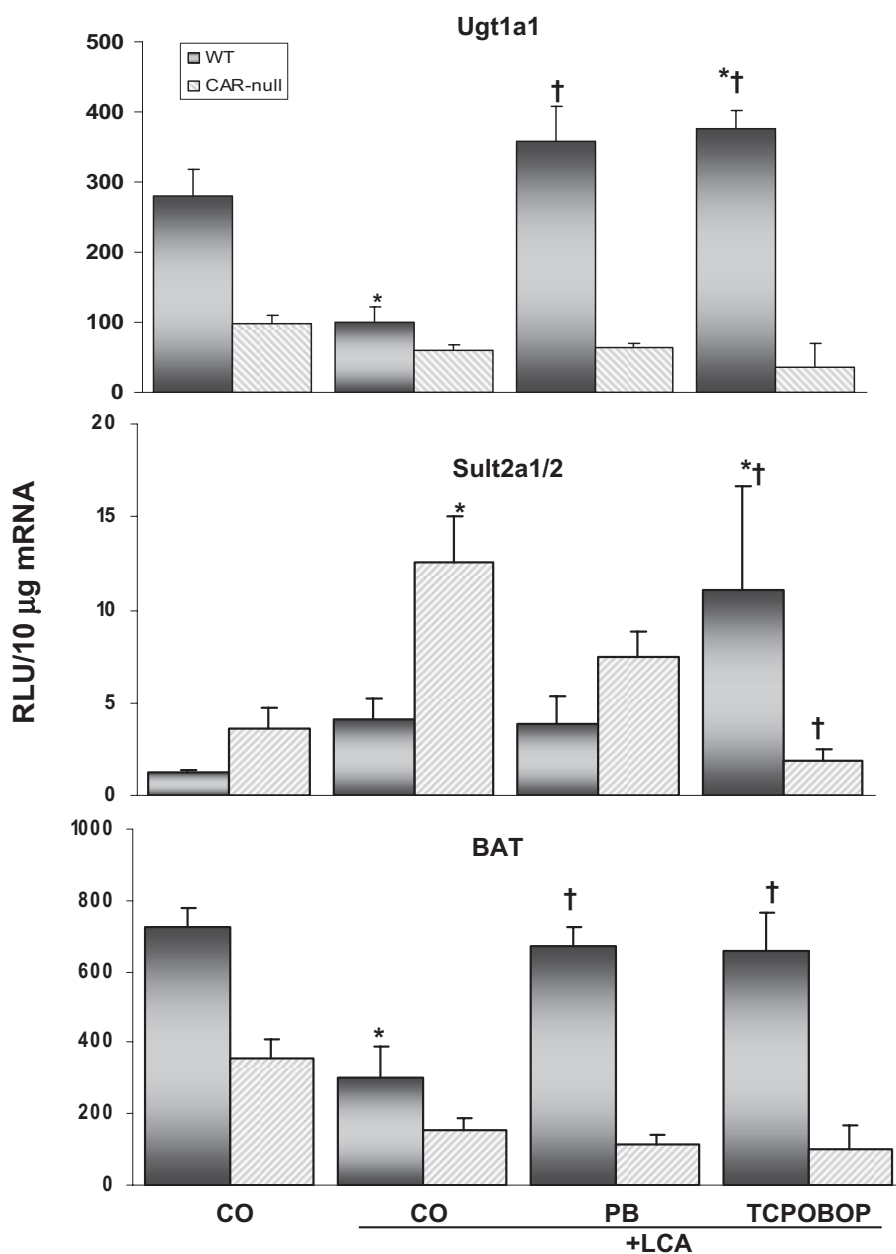 Ugt1a1
500
400
300
200
100
0
WT
CAR-null
*
†
*†
RLU/10 µg mRNA
Sult2a1/2
20
15
10
5
0
*
*†
†
BAT
1000
800
600
400
200
0
*
†
†
CO
CO
PB
TCPOBOP
+LCA